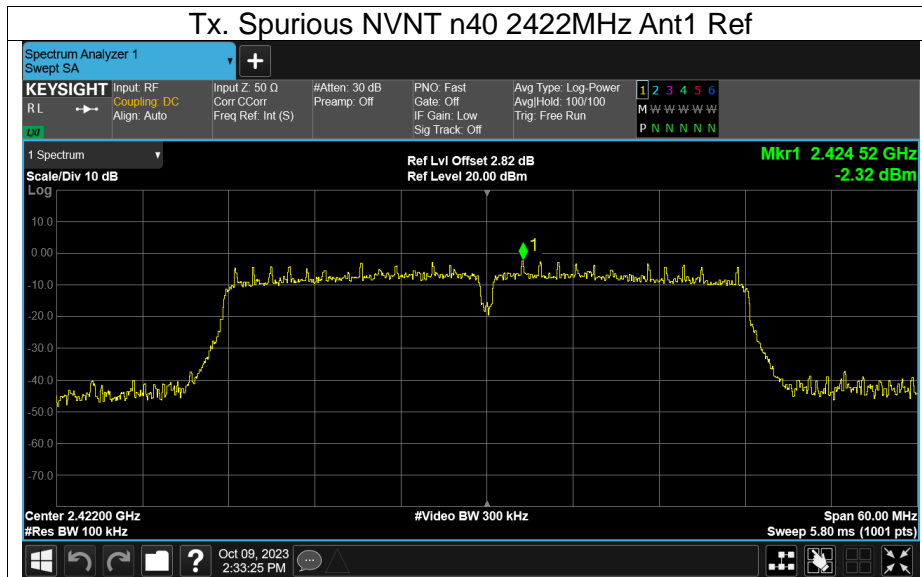 Tx. Spurious NVNT n40 2422MHz Ant1 Ref
Spectrum Analyzer 1
Swept SA
+
KEYSIGHT
RL
LXI
Input: RF
Coupling: DC
Align: Auto
Input Z: 50 Ω
Corr CCorr
Freq Ref: Int (S)
#Atten: 30 dB
Preamp: Off
PNO: Fast
Gate: Off
IF Gain: Low
Sig Track: Off
Avg Type: Log-Power
Avg|Hold: 100/100
Trig: Free Run
1 2 3 4 5 6
M W W W W W
P N N N N N
1 Spectrum
Scale/Div 10 dB
Ref Lvl Offset 2.82 dB
Ref Level 20.00 dBm
Mkr1 2.424 52 GHz
-2.32 dBm
Log
10.0
0.00
-10.0
-20.0
-30.0
-40.0
-50.0
-60.0
-70.0
1
Center 2.42200 GHz
#Res BW 100 kHz
#Video BW 300 kHz
Span 60.00 MHz
Sweep 5.80 ms (1001 pts)
?
Oct 09, 2023
2:33:25 PM